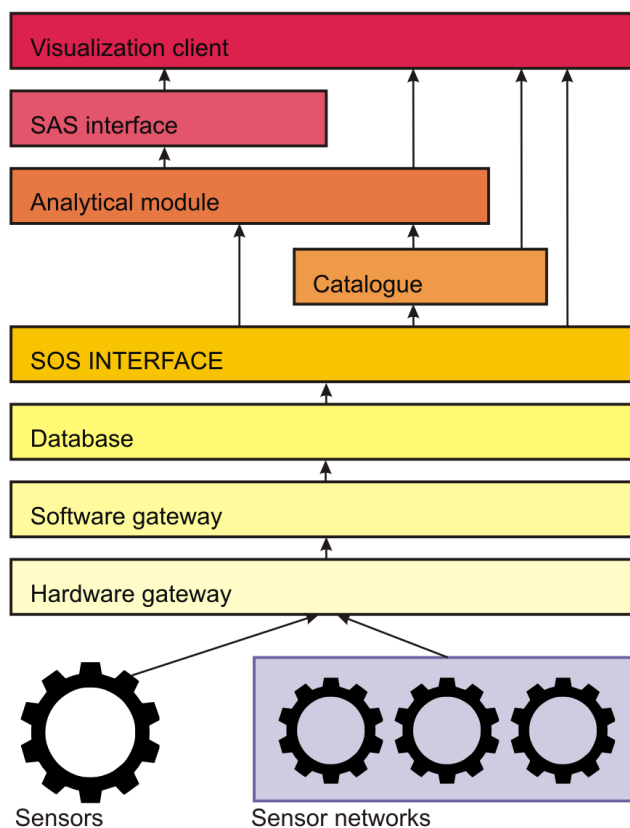 Visualization client
SAS interface
Analytical module
Catalogue
SOS INTERFACE
Database
Software gateway
Hardware gateway
Sensors
Sensor networks